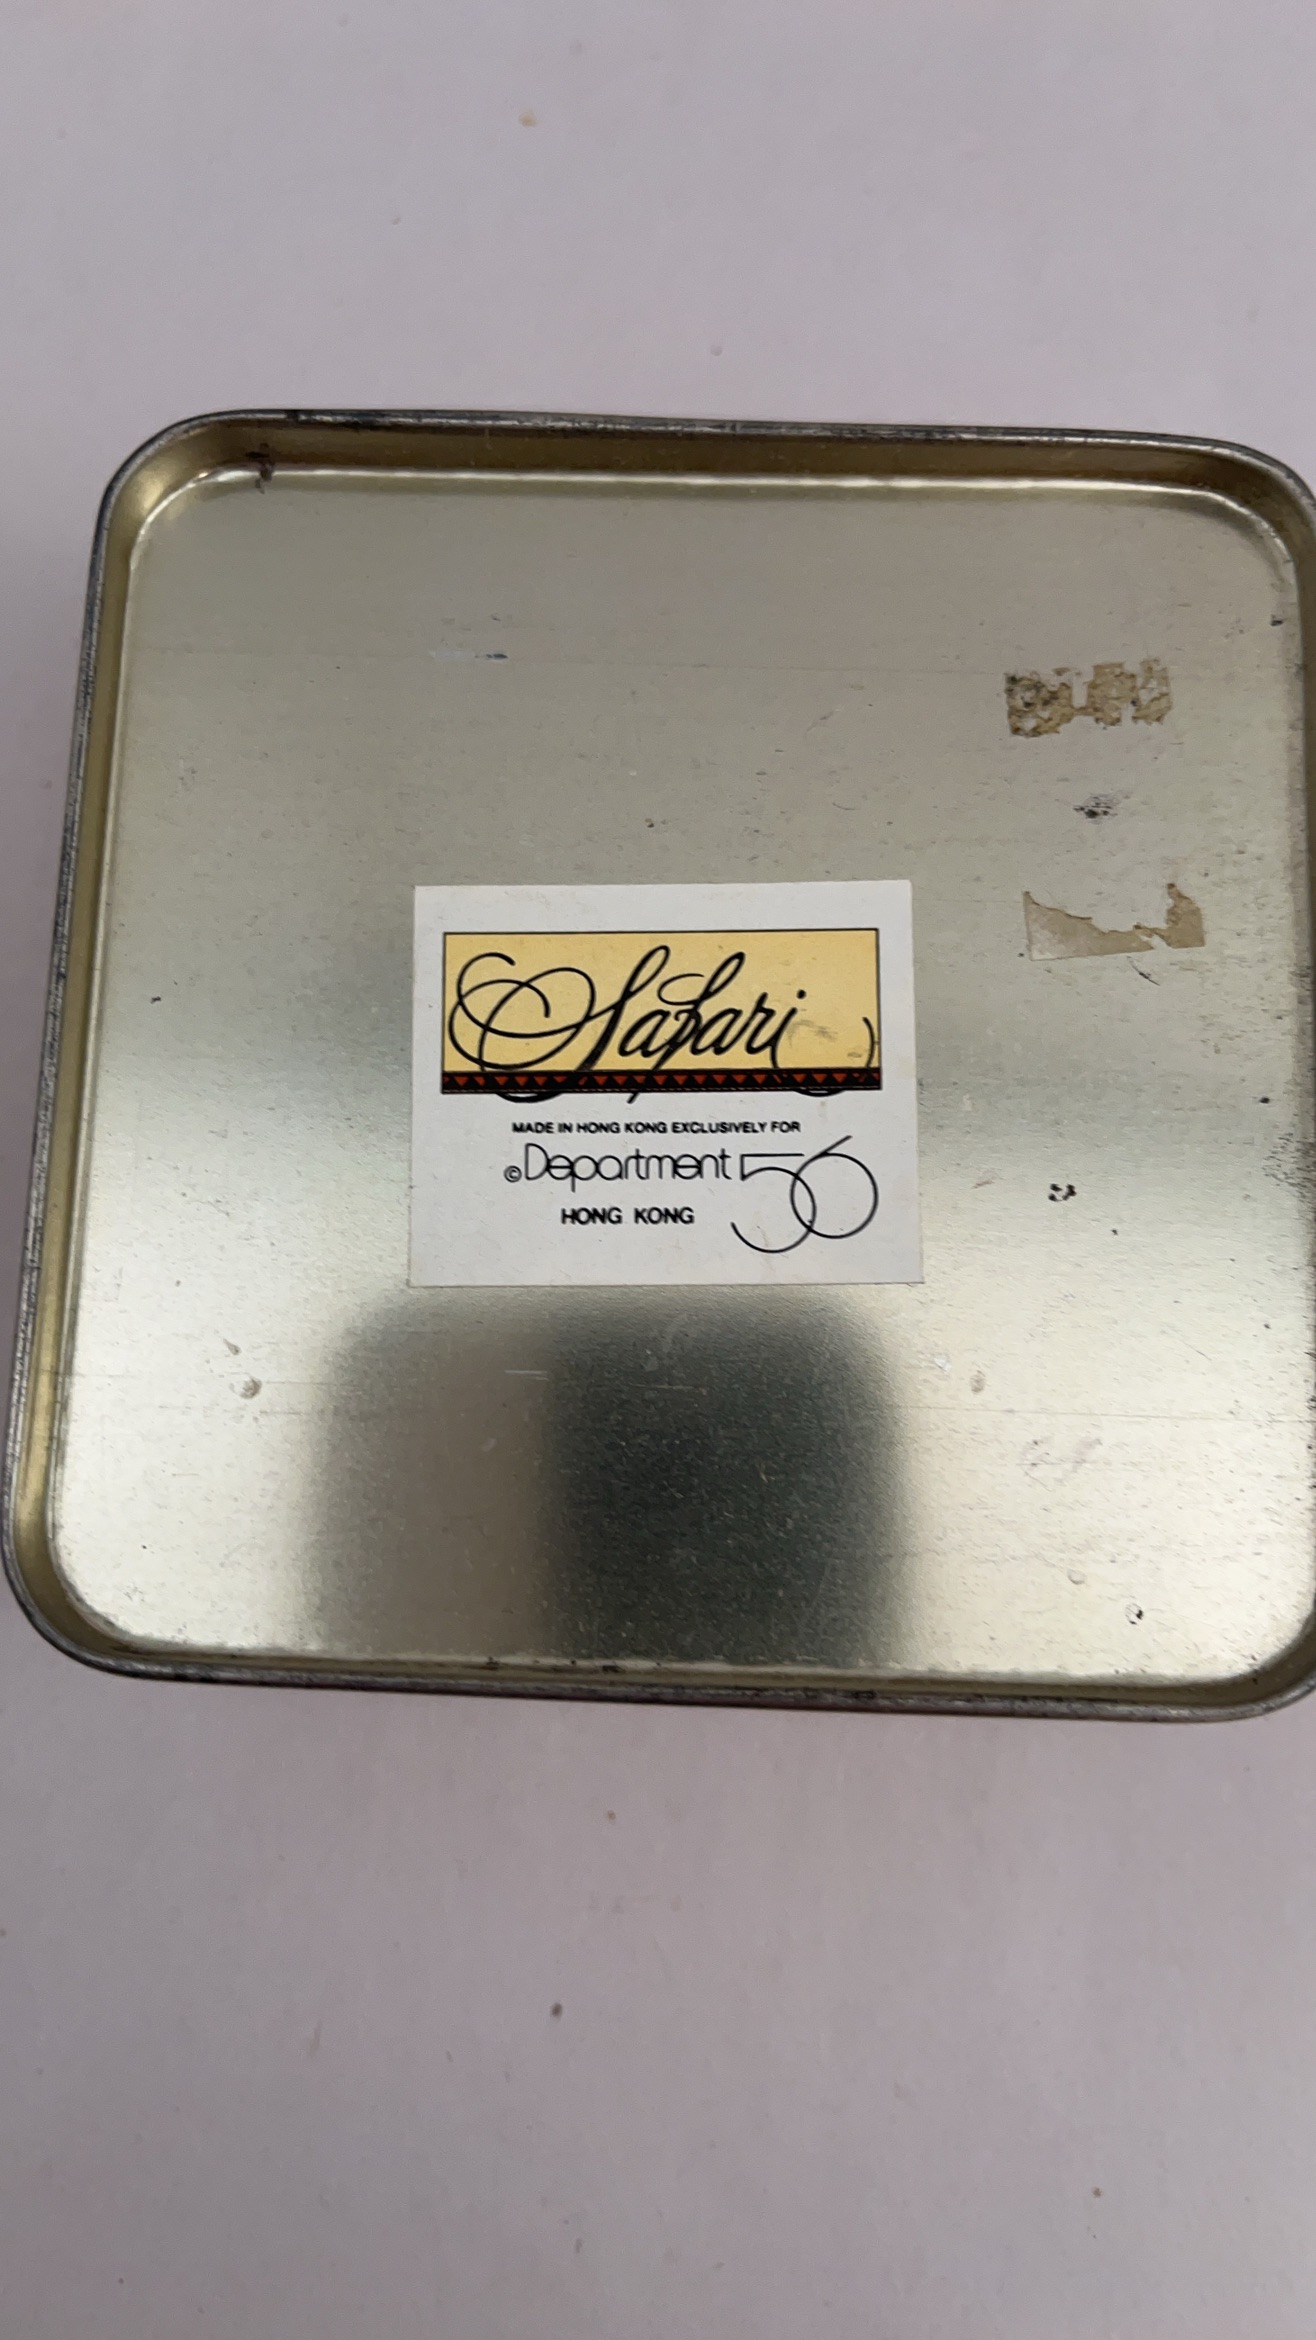 Safari
MADE IN HONG KONG EXCLUSIVELY FOR
©Department 56
HONG KONG